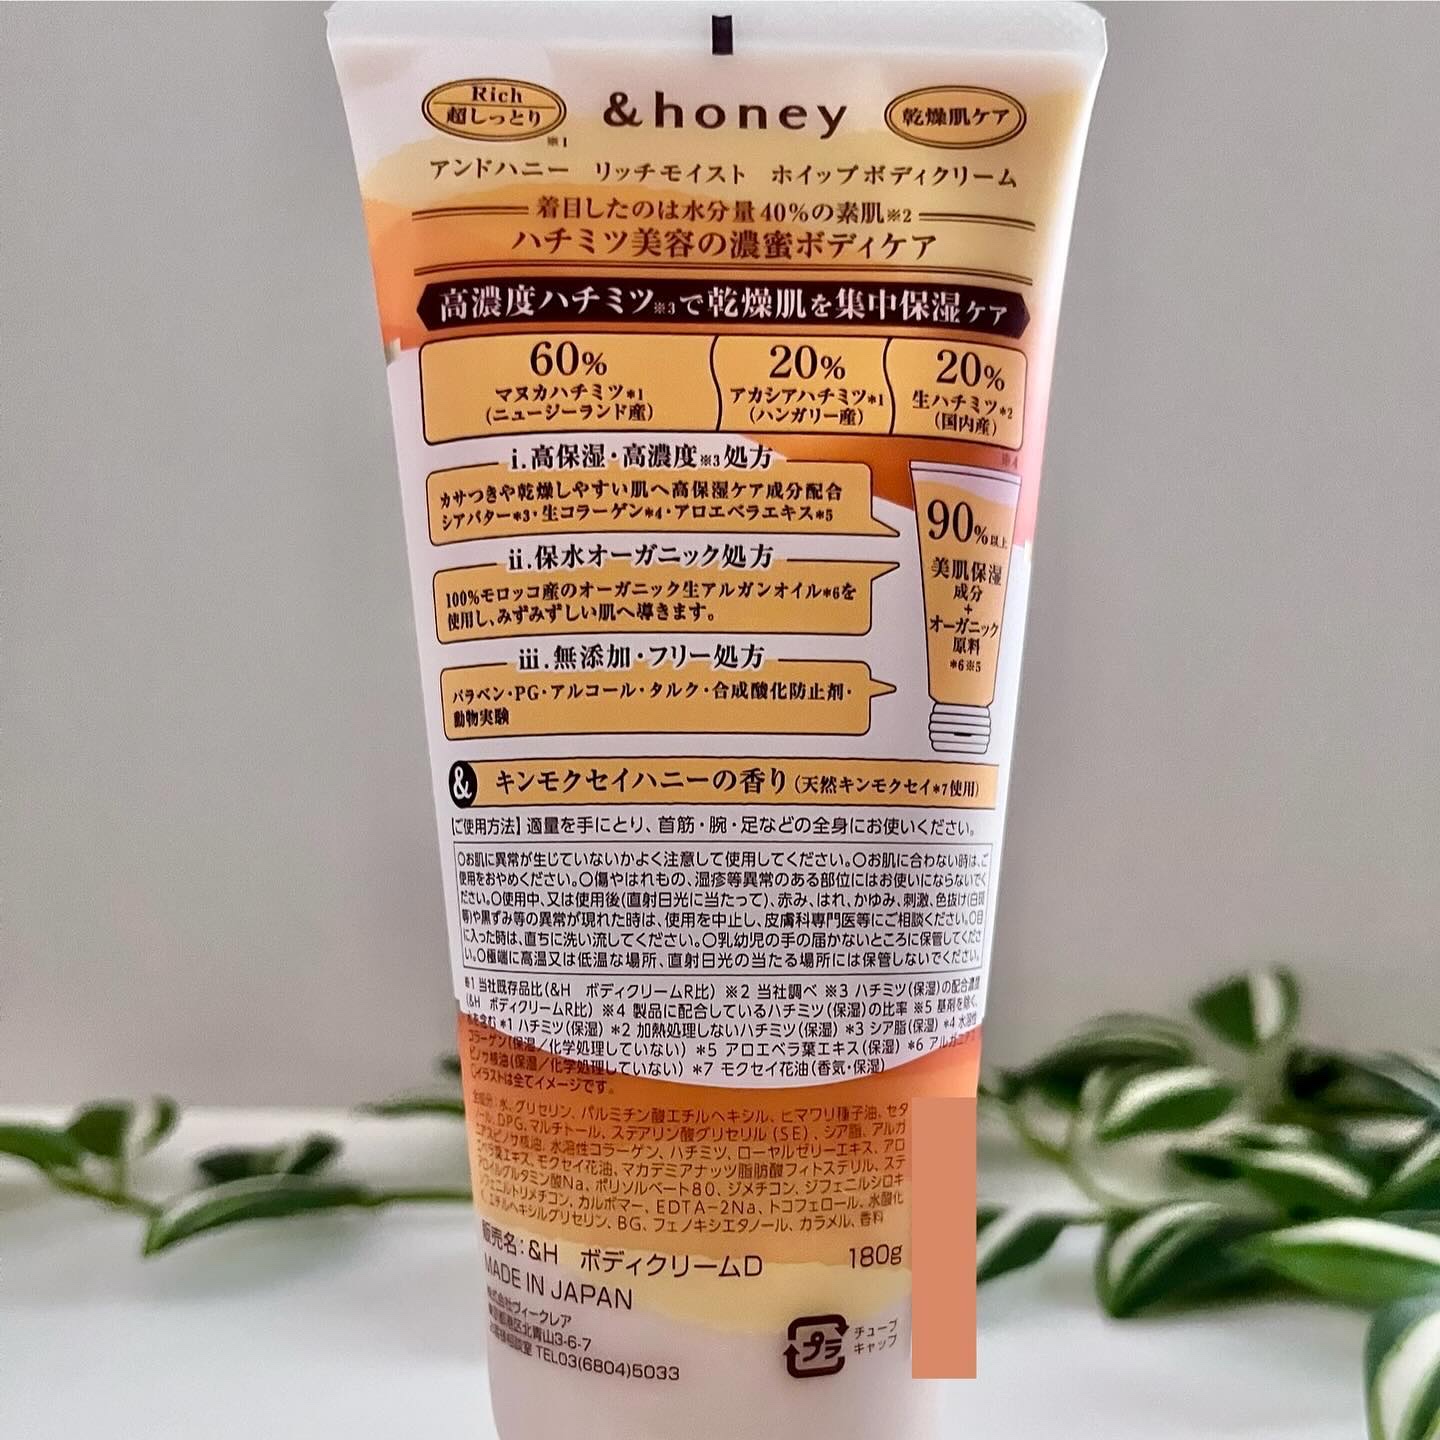 Rich
超しっとり
※1
&honey
乾燥肌ケア
アンドハニー リッチモイスト ホイップボディクリーム
着目したのは水分量40%の素肌※2
ハチミツ美容の濃蜜ボディケア
高濃度ハチミツ※3で乾燥肌を集中保湿ケア
60%
マヌカハチミツ*1
(ニュージーランド産)
20%
アカシアハチミツ*1
(ハンガリー産)
20%
生ハチミツ*2
(国内産)
※4
i.高保湿・高濃度※3処方
カサつきや乾燥しやすい肌へ高保湿ケア成分配合
シアバター*3・生コラーゲン*4・アロエベラエキス*5
ii.保水オーガニック処方
100%モロッコ産のオーガニック生アルガンオイル*6を
使用し、みずみずしい肌へ導きます。
iii.無添加・フリー処方
パラベン・PG・アルコール・タルク・合成酸化防止剤・
動物実験
90%以上
美肌保湿
成分
+
オーガニック
原料
*6※5
& キンモクセイハニーの香り(天然キンモクセイ*7使用)
【ご使用方法】適量を手にとり、首筋・腕・足などの全身にお使いください。
○お肌に異常が生じていないかよく注意して使用してください。○お肌に合わない時は、ご
使用をおやめください。○傷やはれもの、湿疹等異常のある部位にはお使いにならないでく
ださい。○使用中、又は使用後(直射日光に当たって)、赤み、はれ、かゆみ、刺激、色抜け(白斑
等)や黒ずみ等の異常が現れた時は、使用を中止し、皮膚科専門医等にご相談ください。○目
に入った時は、直ちに洗い流してください。○乳幼児の手の届かないところに保管してくださ
い。○極端に高温又は低温な場所、直射日光の当たる場所には保管しないでください。
※1 当社既存品比(&H ボディクリームR比) ※2 当社調べ ※3 ハチミツ(保湿)の配合濃度
(&H ボディクリームR比) ※4 製品に配合しているハチミツ(保湿)の比率 ※5 基剤を除く、
水を含む *1 ハチミツ(保湿) *2 加熱処理しないハチミツ(保湿) *3 シア脂(保湿) *4 水溶性
コラーゲン(保湿/化学処理していない) *5 アロエベラ葉エキス(保湿) *6 アルガニアス
ピノサ核油(保湿/化学処理していない) *7 モクセイ花油(香気・保湿)
○イラストは全てイメージです。
全成分:水、グリセリン、パルミチン酸エチルヘキシル、ヒマワリ種子油、セタ
ノール、DPG、マルチトール、ステアリン酸グリセリル(SE)、シア脂、アルガ
ニアスピノサ核油、水溶性コラーゲン、ハチミツ、ローヤルゼリーエキス、アロ
エベラ葉エキス、モクセイ花油、マカデミアナッツ脂肪酸フィトステリル、ステ
アロイルグルタミン酸Na、ポリソルベート80、ジメチコン、ジフェニルシロキ
シフェニルトリメチコン、カルボマー、EDTA-2Na、トコフェロール、水酸化
K、エチルヘキシルグリセリン、BG、フェノキシエタノール、カラメル、香料
販売名:&H ボディクリームD 180g
MADE IN JAPAN
株式会社ヴィークレア
東京都港区北青山3-6-7
お客様相談室 TEL03(6804)5033
プラ
チューブ
キャップ